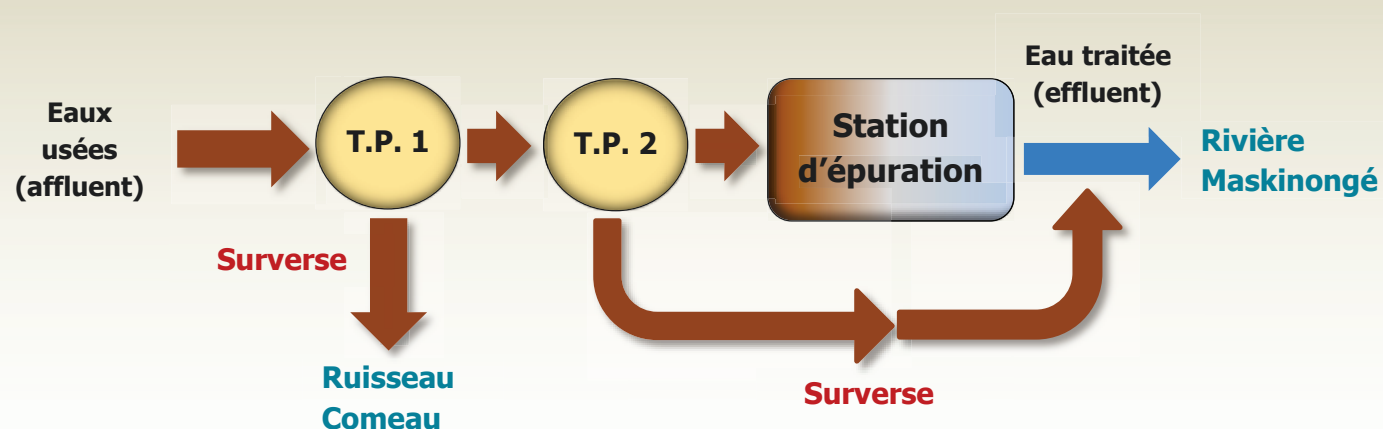 Eaux
usées
(affluent)
T.P. 1
T.P. 2
Station
d'épuration
Eau traitée
(effluent)
Rivière
Maskinongé
Surverse
Ruisseau
Comeau
Surverse